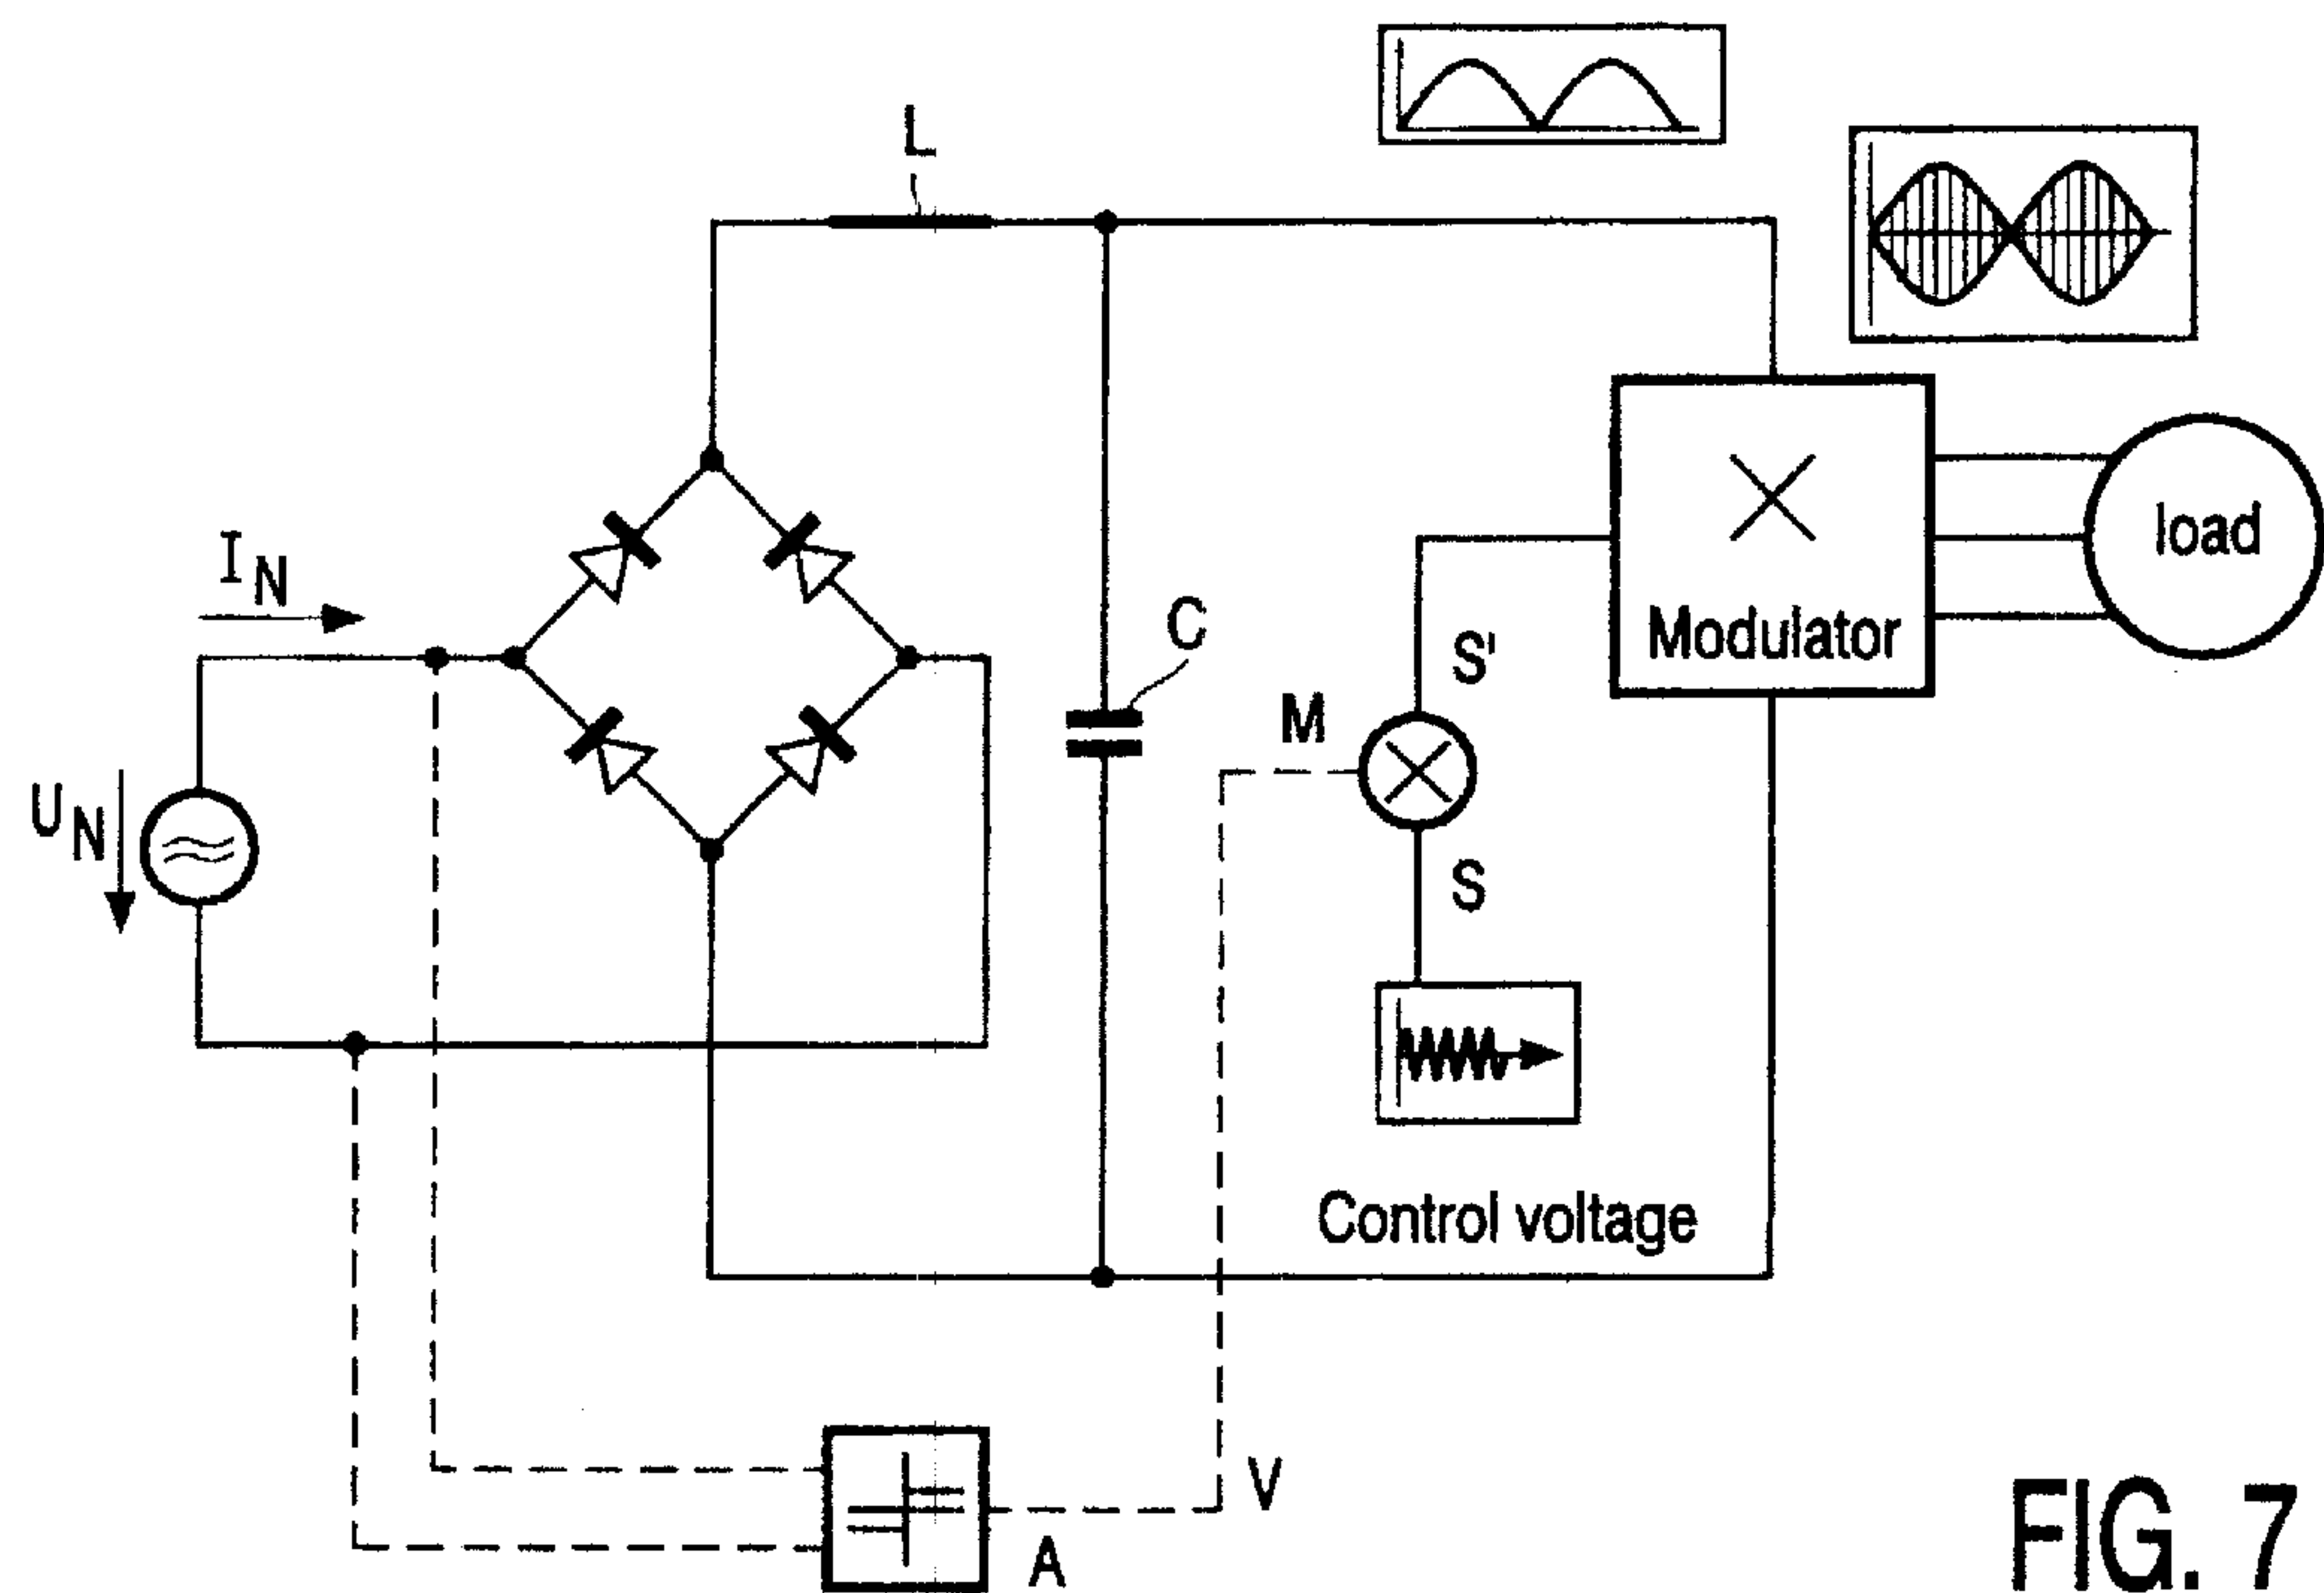 L
I_N
load
C
S'
Modulator
M
U_N
S
Control voltage
V
A
FIG. 7